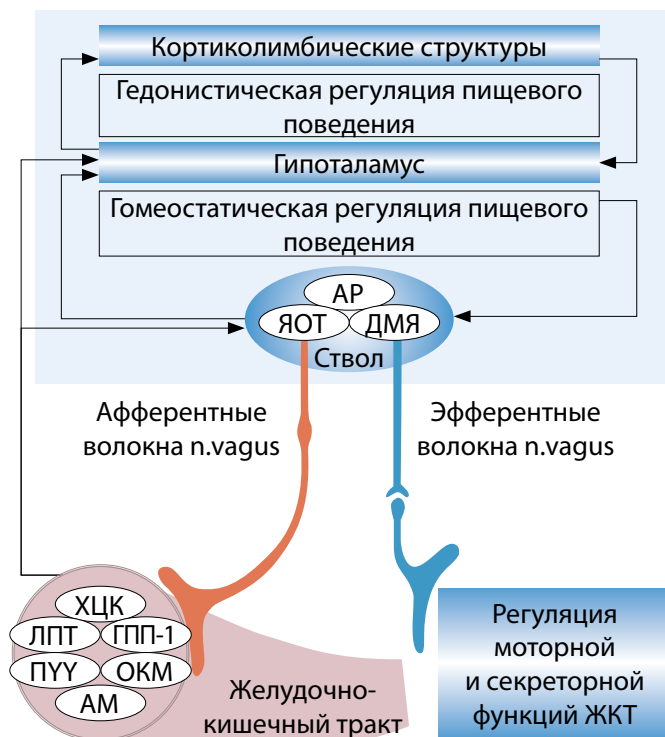 Кортиколимбические структуры
Гедонистическая регуляция пищевого
поведения
Гипоталамус
Гомеостатическая регуляция пищевого
поведения
АР
ЯОТ
ДМЯ
Ствол
Афферентные
волокна n.vagus
Эфферентные
волокна n.vagus
ХЦК
ЛПТ
ГПП-1
ПYY
ОКМ
АМ
Желудочно-
кишечный тракт
Регуляция
моторной
и секреторной
функций ЖКТ